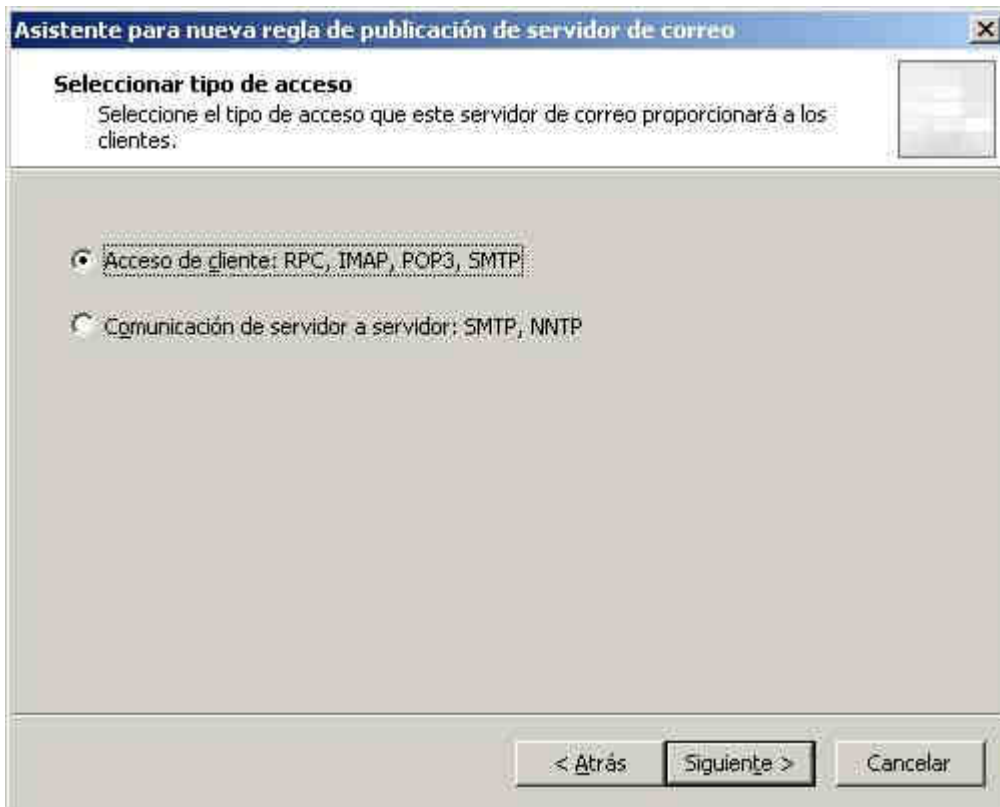 Asistente para nueva regla de publicación de servidor de correo
Seleccionar tipo de acceso
Seleccione el tipo de acceso que este servidor de correo proporcionará a los
clientes.
Acceso de cliente: RPC, IMAP, POP3, SMTP
Comunicación de servidor a servidor: SMTP, NNTP
< Atrás Siguiente > Cancelar